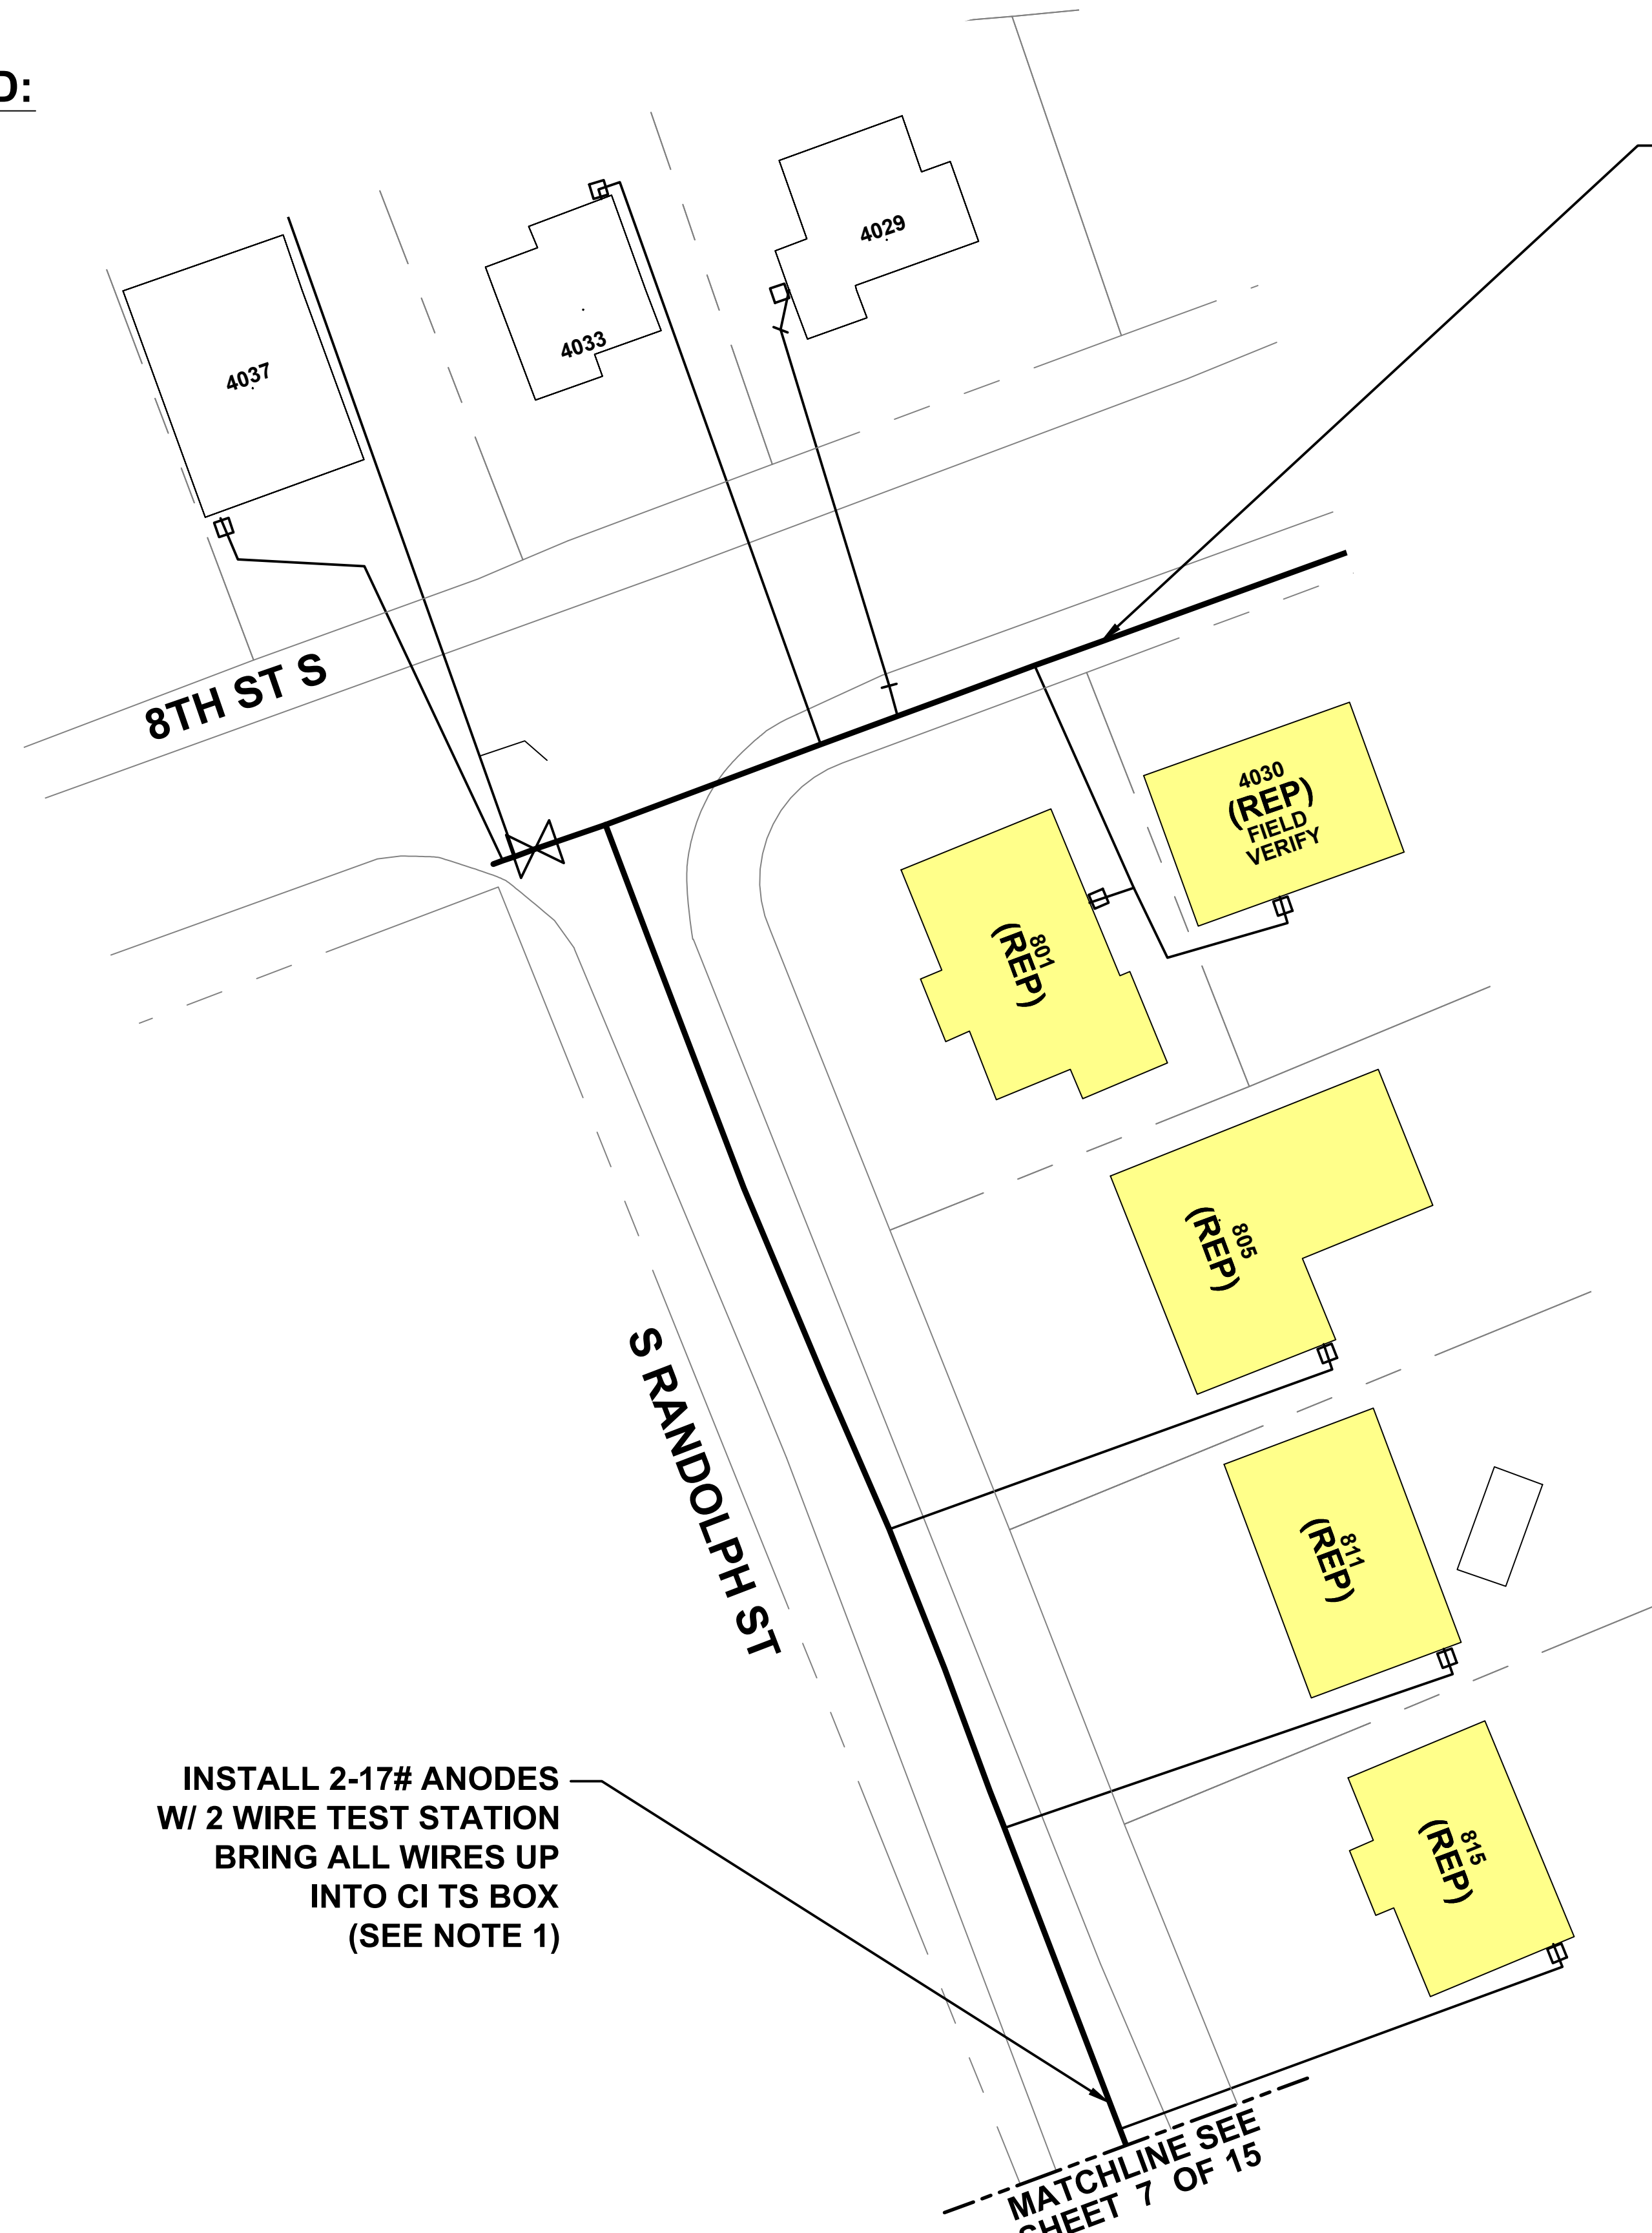 D:
4029
4033
4037
8TH ST S
4030
(REP)
FIELD
VERIFY
801
(REP)
805
(REP)
S RANDOLPH ST
811
(REP)
INSTALL 2-17# ANODES
W/ 2 WIRE TEST STATION
BRING ALL WIRES UP
INTO CI TS BOX
(SEE NOTE 1)
815
(REP)
MATCHLINE SEE
SHEET 7 OF 15